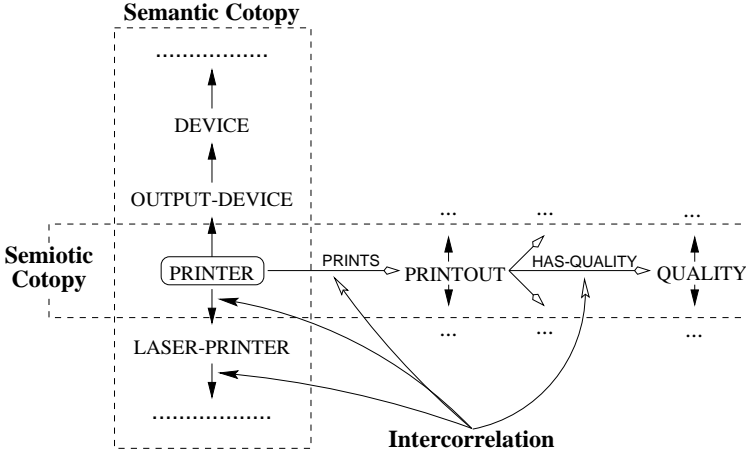 Semantic Cotopy
...................
DEVICE
OUTPUT-DEVICE
... ... ...
Semiotic
Cotopy
PRINTER
PRINTS
PRINTOUT
HAS-QUALITY
QUALITY
... ... ...
LASER-PRINTER
....................
Intercorrelation